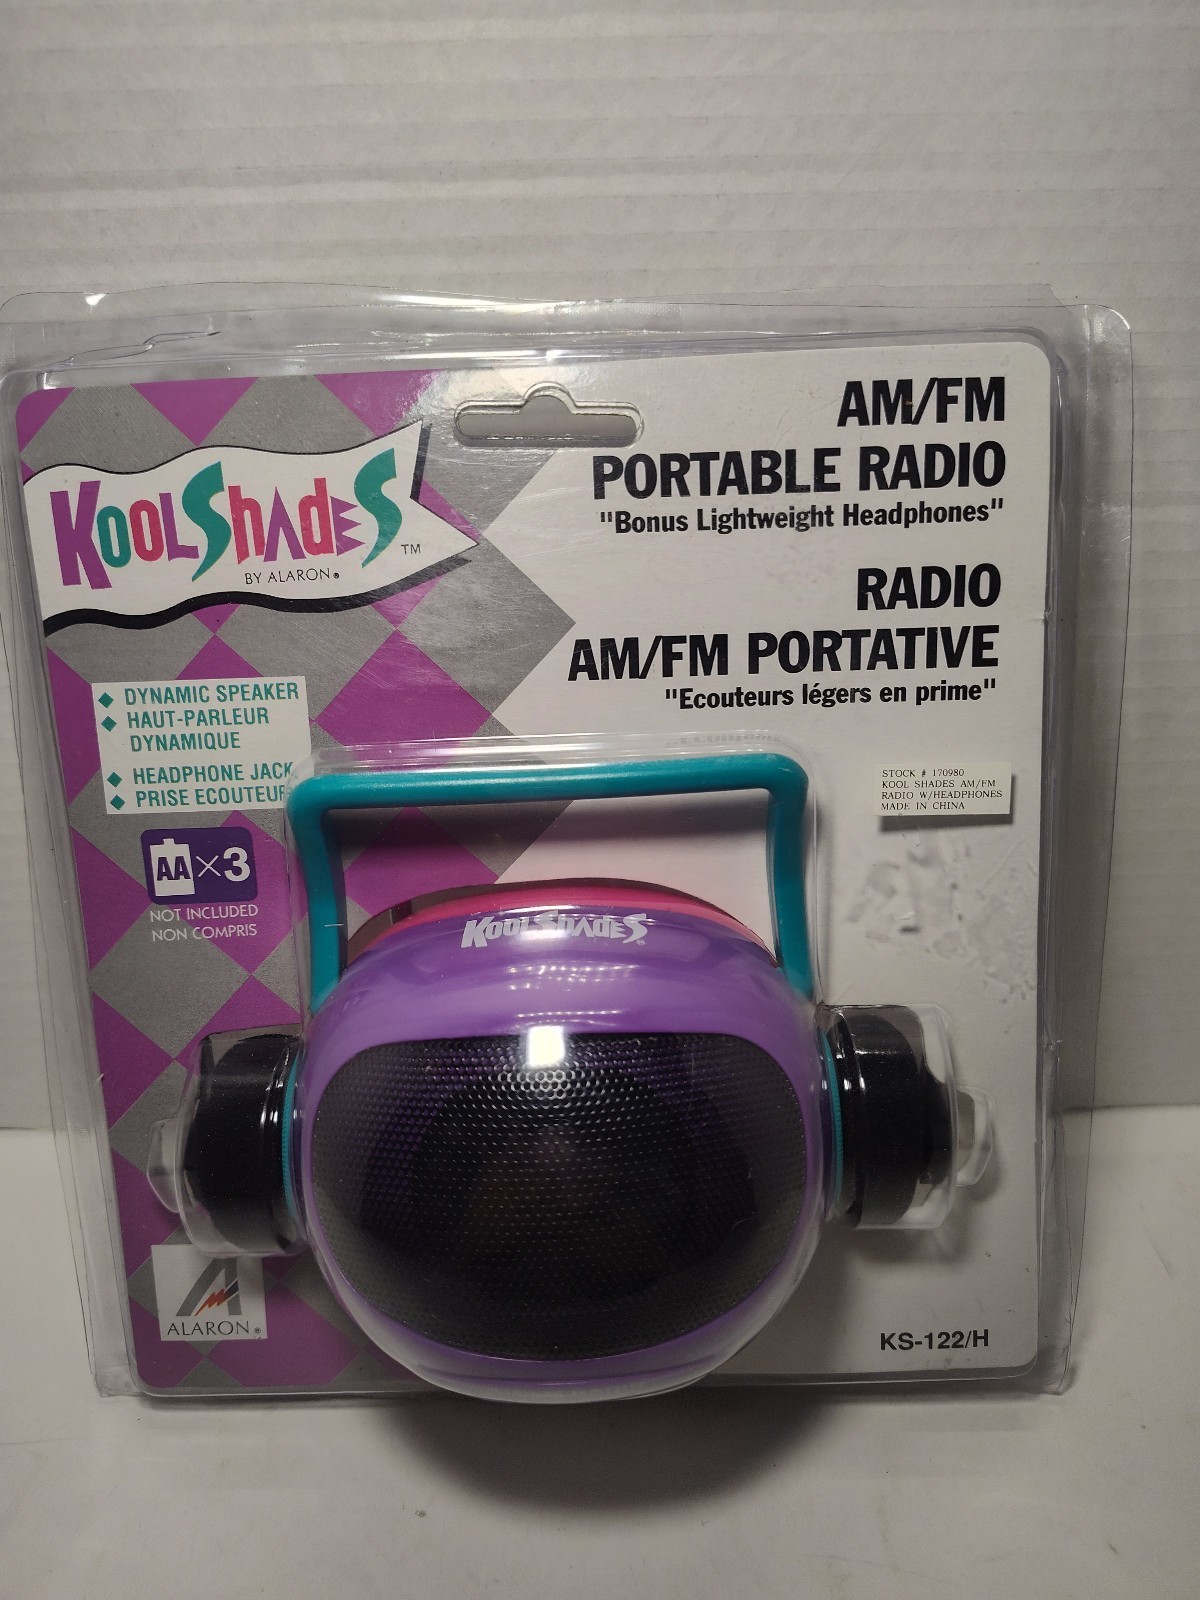 AM/FM
PORTABLE RADIO
"Bonus Lightweight Headphones"
RADIO
AM/FM PORTATIVE
"Ecouteurs légers en prime"
KOOLSHADES TM
BY ALARON®
DYNAMIC SPEAKER
HAUT-PARLEUR
DYNAMIQUE
HEADPHONE JACK
PRISE ECOUTEUR
AA×3
NOT INCLUDED
NON COMPRIS
STOCK # 170980
KOOL SHADES AM/FM
RADIO W/HEADPHONES
MADE IN CHINA
KOOLSHADES®
ALARON®
KS-122/H